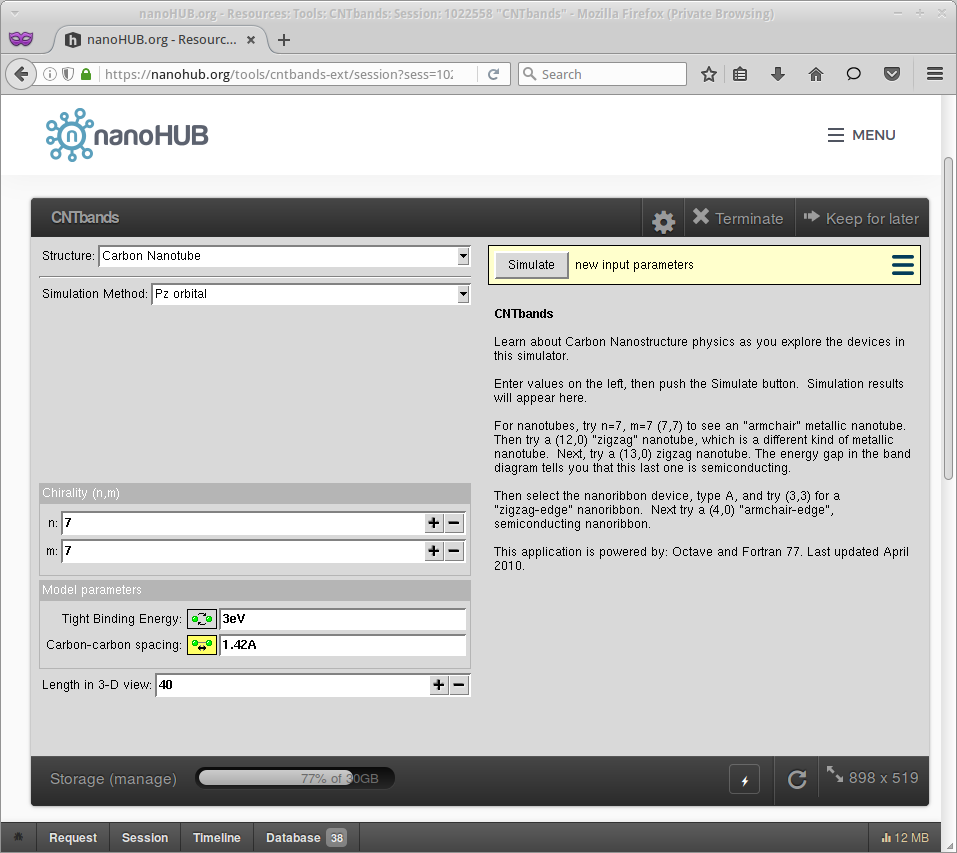 nanoHUB.org - Resources: Tools: CNTbands: Session: 1022558 "CNTbands" - Mozilla Firefox (Private Browsing)
nanoHUB.org - Resourc...
https://nanohub.org/tools/cntbands-ext/session?sess=102
Search
nanoHUB
MENU
CNTbands
Terminate
Keep for later
Structure: Carbon Nanotube
Simulation Method: Pz orbital
Chirality (n,m)
n: 7
m: 7
Model parameters
Tight Binding Energy: 3eV
Carbon-carbon spacing: 1.42A
Length in 3-D view: 40
Simulate new input parameters
CNTbands
Learn about Carbon Nanostructure physics as you explore the devices in
this simulator.
Enter values on the left, then push the Simulate button. Simulation results
will appear here.
For nanotubes, try n=7, m=7 (7,7) to see an "armchair" metallic nanotube.
Then try a (12,0) "zigzag" nanotube, which is a different kind of metallic
nanotube. Next, try a (13,0) zigzag nanotube. The energy gap in the band
diagram tells you that this last one is semiconducting.
Then select the nanoribbon device, type A, and try (3,3) for a
"zigzag-edge" nanoribbon. Next try a (4,0) "armchair-edge",
semiconducting nanoribbon.
This application is powered by: Octave and Fortran 77. Last updated April
2010.
Storage (manage)
77% of 30GB
898 x 519
Request
Session
Timeline
Database 38
12 MB